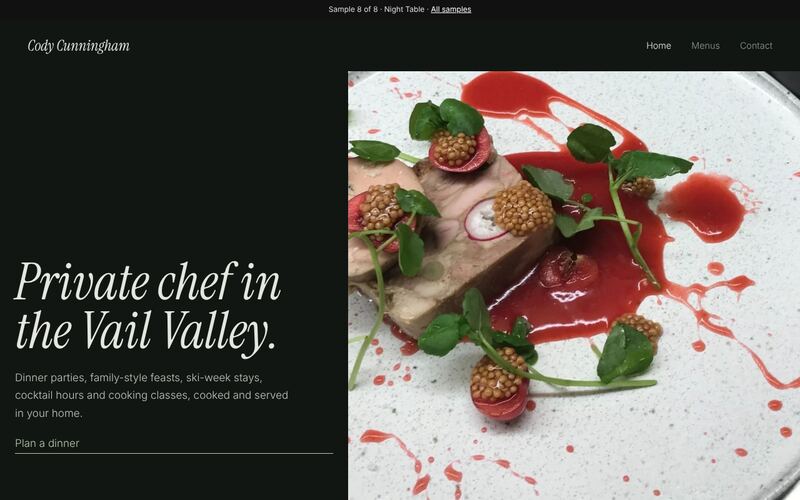 Sample 8 of 8 · Night Table · All samples
Cody Cunningham
Home
Menus
Contact
Private chef in
the Vail Valley.
Dinner parties, family-style feasts, ski-week stays,
cocktail hours and cooking classes, cooked and served
in your home.
Plan a dinner